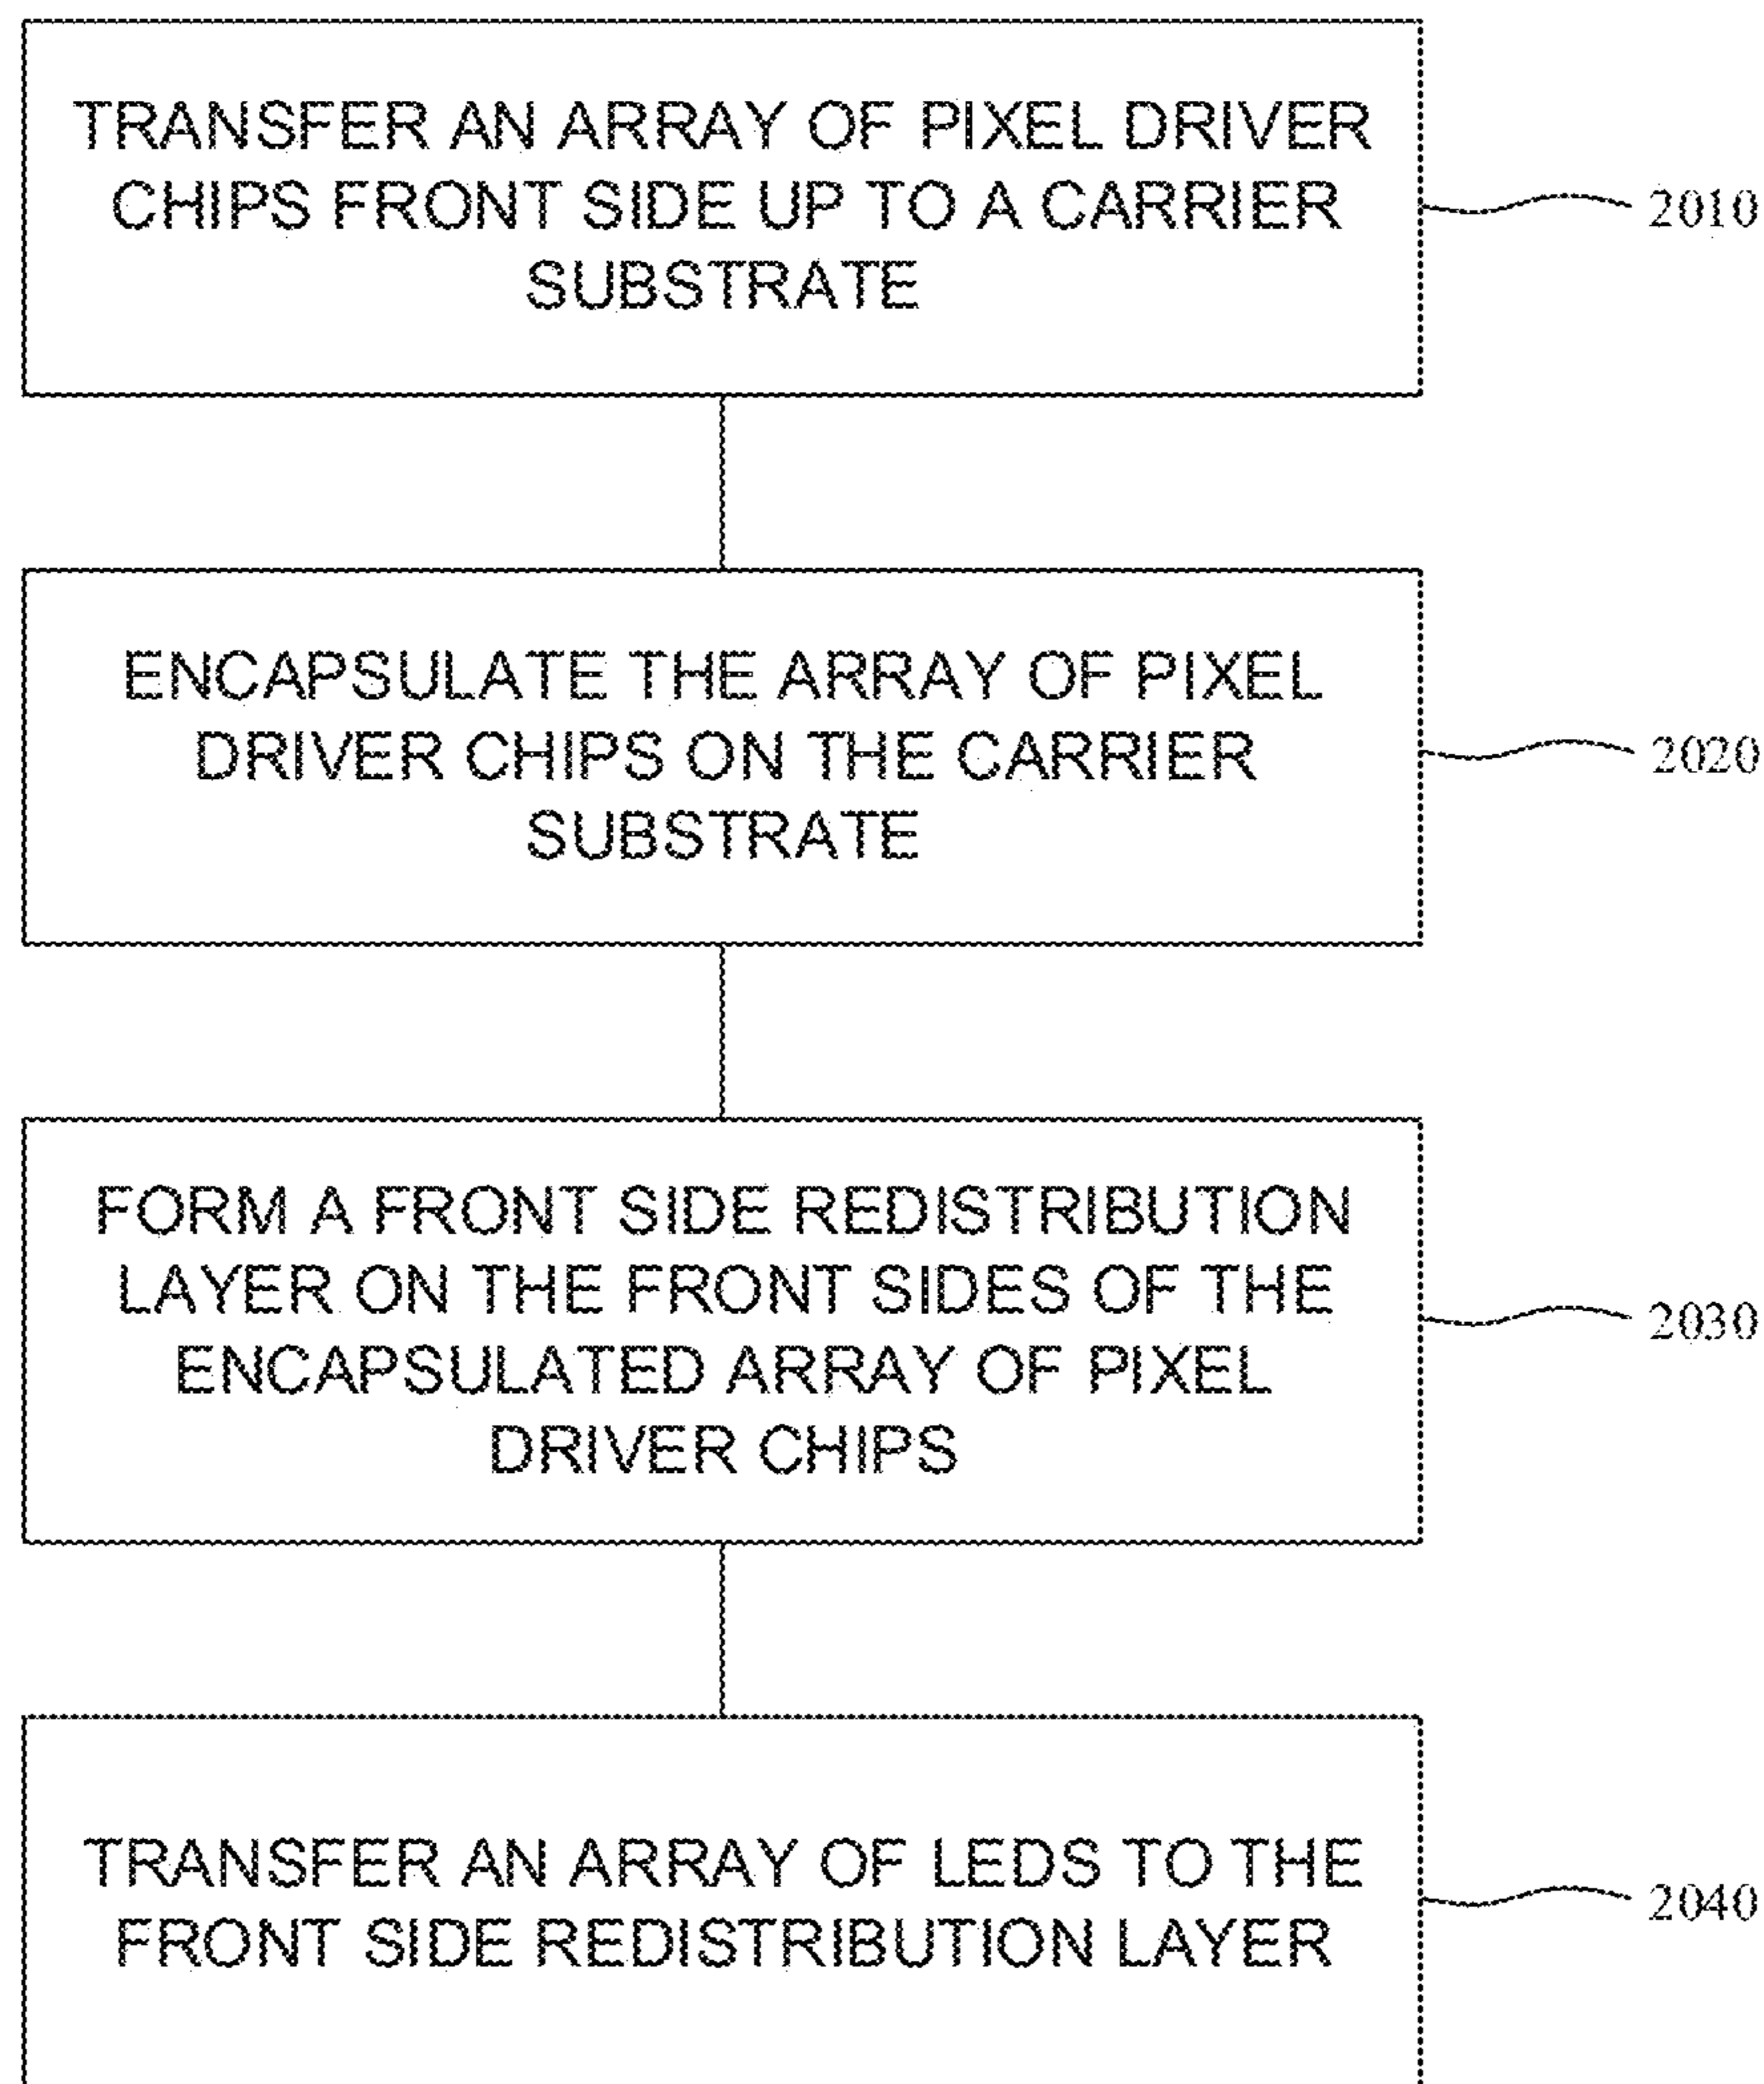 TRANSFER AN ARRAY OF PIXEL DRIVER
CHIPS FRONT SIDE UP TO A CARRIER
SUBSTRATE
2010
ENCAPSULATE THE ARRAY OF PIXEL
DRIVER CHIPS ON THE CARRIER
SUBSTRATE
2020
FORM A FRONT SIDE REDISTRIBUTION
LAYER ON THE FRONT SIDES OF THE
ENCAPSULATED ARRAY OF PIXEL
DRIVER CHIPS
2030
TRANSFER AN ARRAY OF LEDS TO THE
FRONT SIDE REDISTRIBUTION LAYER
2040